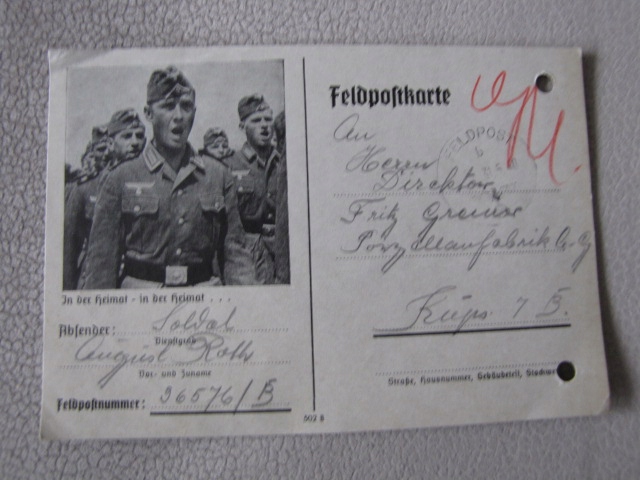 In der Heimat - in der Heimat . . .
Absender: Soldat
Dienstgrad
August Roth
Vor- und Zuname
Feldpostnummer: 36576/B
Feldpostkarte
FELDPOST
An
Herrn
Direktor
Fritz Greiner
Porzellanfabrik A.G
Küps 7 B.
Straße, Hausnummer, Gebäudeteil, Stockwerk
502 B